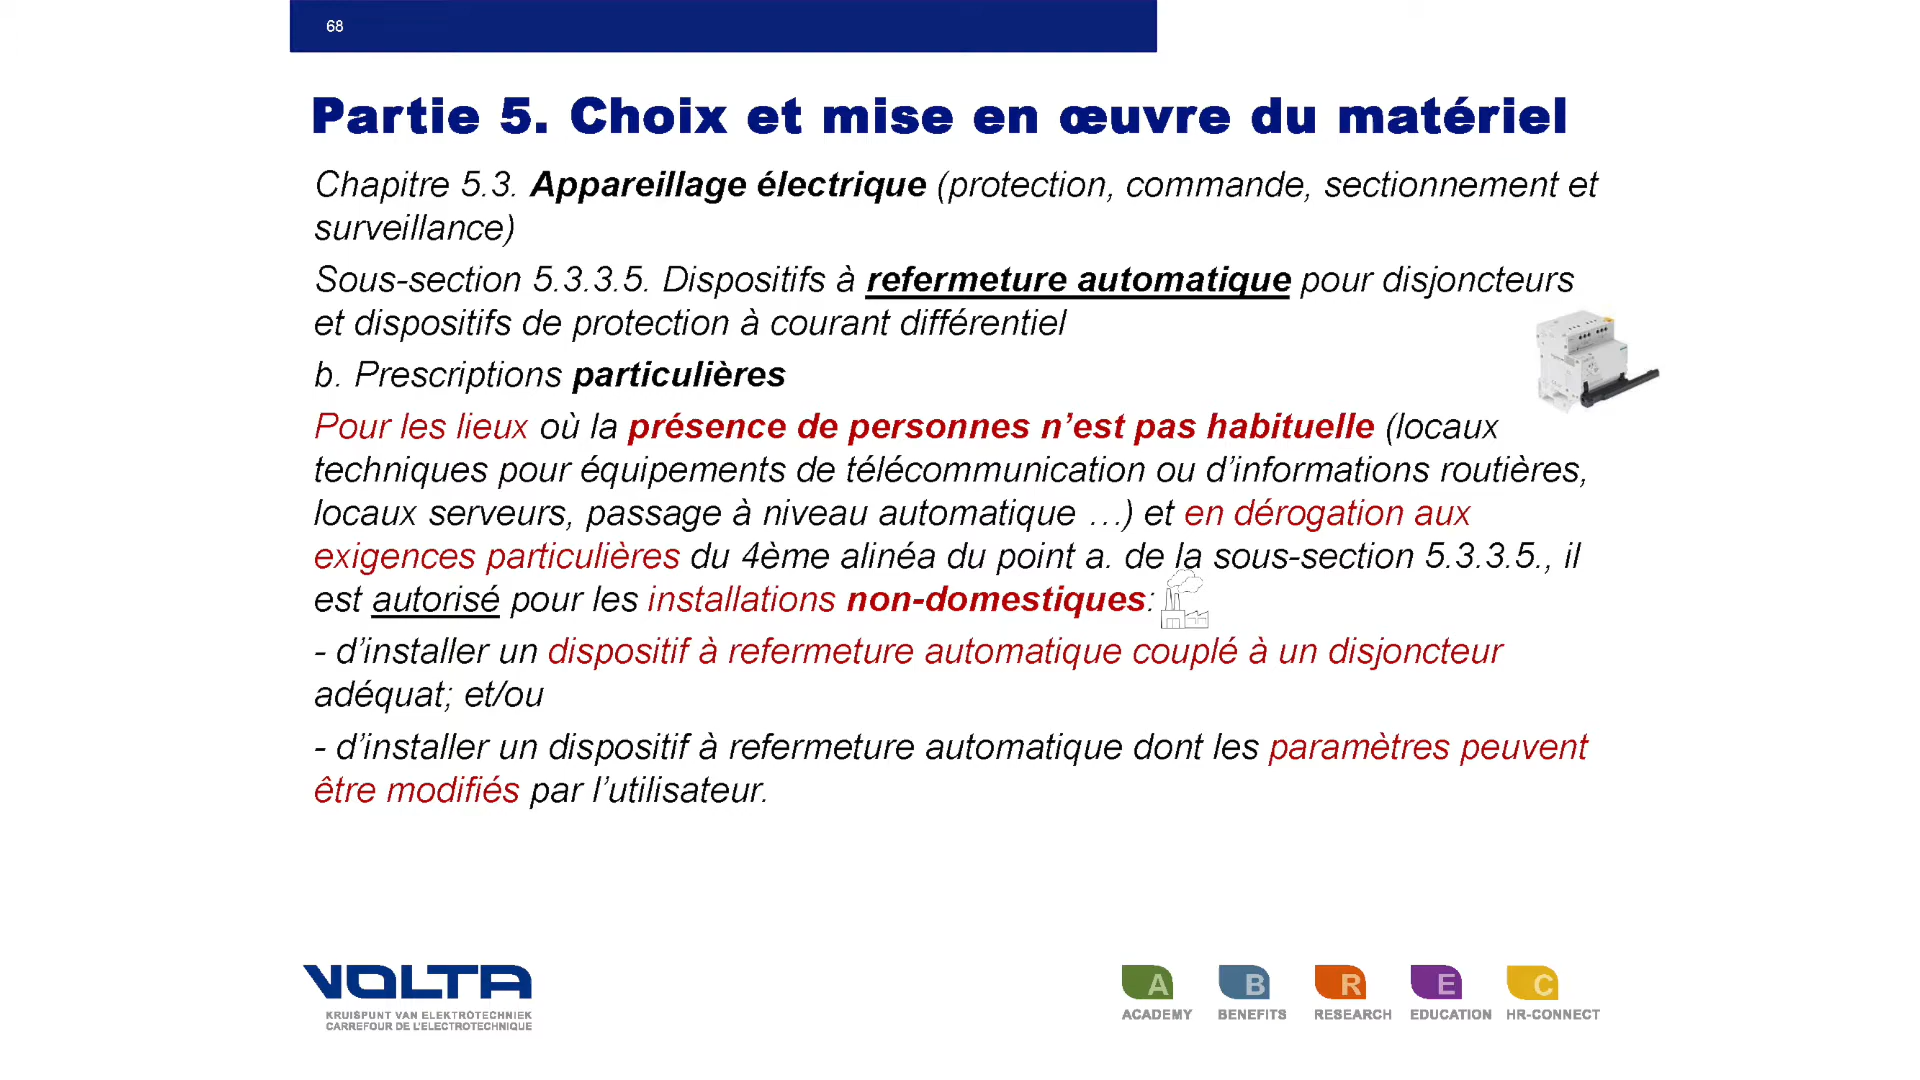 68
Partie 5. Choix et mise en œuvre du matériel
Chapitre 5.3. Appareillage électrique (protection, commande, sectionnement et
surveillance)
Sous-section 5.3.3.5. Dispositifs à refermeture automatique pour disjoncteurs
et dispositifs de protection à courant différentiel
b. Prescriptions particulières
Pour les lieux où la présence de personnes n’est pas habituelle (locaux
techniques pour équipements de télécommunication ou d’informations routières,
locaux serveurs, passage à niveau automatique …) et en dérogation aux
exigences particulières du 4ème alinéa du point a. de la sous-section 5.3.3.5., il
est autorisé pour les installations non-domestiques:
- d’installer un dispositif à refermeture automatique couplé à un disjoncteur
adéquat; et/ou
- d’installer un dispositif à refermeture automatique dont les paramètres peuvent
être modifiés par l’utilisateur.
VOLTA
KRUISPUNT VAN ELEKTROTECHNIEK
CARREFOUR DE L'ELECTROTECHNIQUE
A B R E C
ACADEMY BENEFITS RESEARCH EDUCATION HR-CONNECT